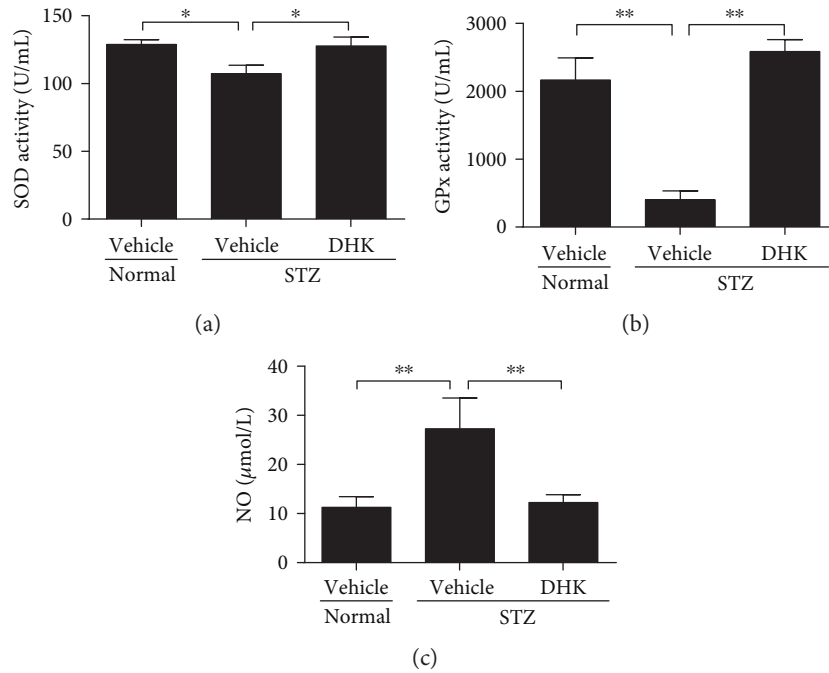 150
100
50
0
SOD activity (U/mL)
*
*
Vehicle
Vehicle
DHK
Normal
STZ
(a)
3000
2000
1000
0
GPx activity (U/mL)
**
**
Vehicle
Vehicle
DHK
Normal
STZ
(b)
40
30
20
10
0
NO (μmol/L)
**
**
Vehicle
Vehicle
DHK
Normal
STZ
(c)